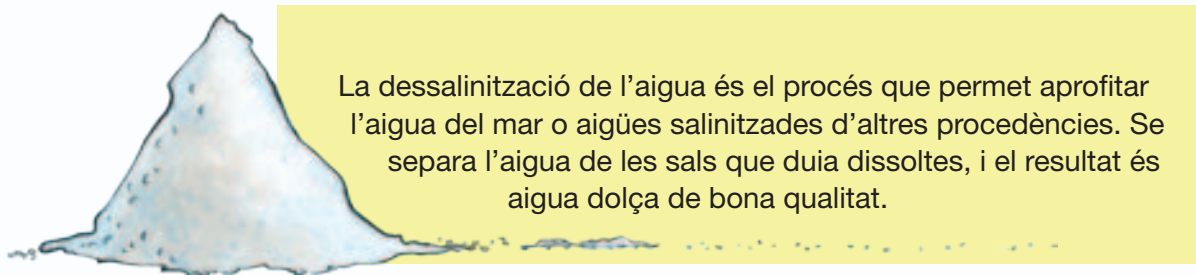 La dessalinització de l’aigua és el procés que permet aprofitar
l’aigua del mar o aigües salinitzades d’altres procedències. Se
separa l’aigua de les sals que duia dissoltes, i el resultat és
aigua dolça de bona qualitat.